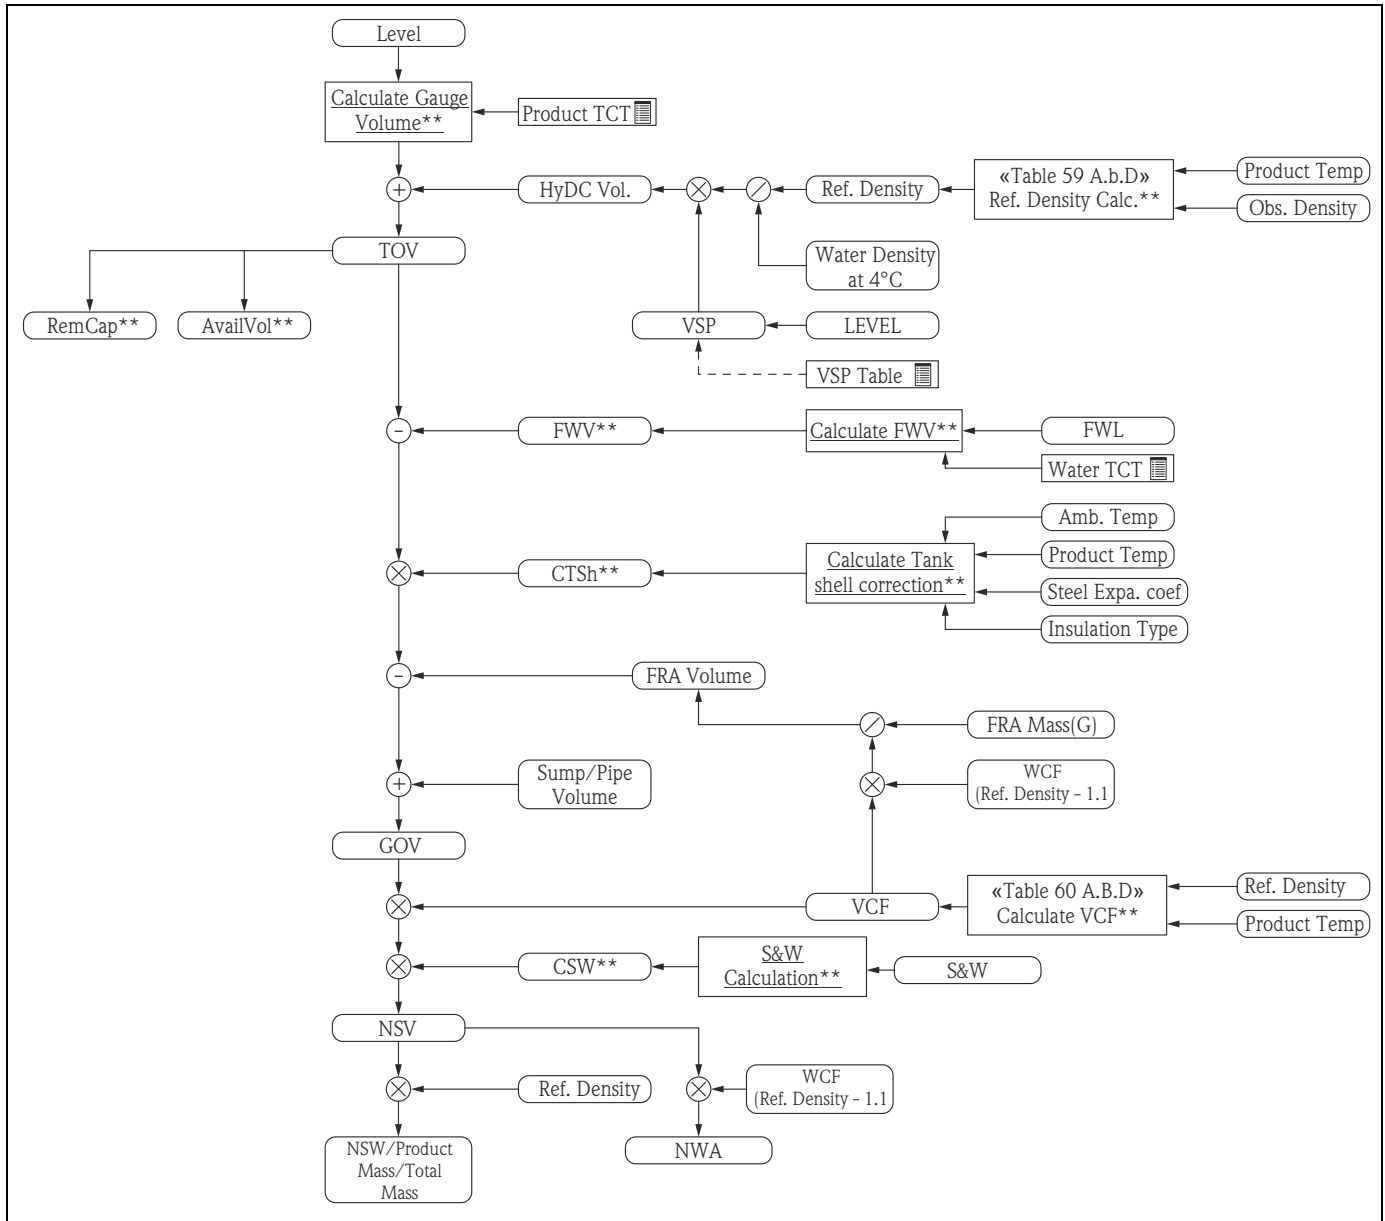 Level
Calculate Gauge
Volume**
Product TCT
+
HyDC Vol.
×
/
Ref. Density
«Table 59 A.b.D»
Ref. Density Calc.**
Product Temp
Obs. Density
TOV
Water Density
at 4°C
RemCap**
AvailVol**
VSP
LEVEL
VSP Table
-
FWV**
Calculate FWV**
FWL
Water TCT
Amb. Temp
×
CTSh**
Calculate Tank
shell correction**
Product Temp
Steel Expa. coef
Insulation Type
-
FRA Volume
/
FRA Mass(G)
+
Sump/Pipe
Volume
×
WCF
(Ref. Density - 1.1
GOV
×
VCF
«Table 60 A.B.D»
Calculate VCF**
Ref. Density
Product Temp
×
CSW**
S&W
Calculation**
S&W
NSV
×
Ref. Density
×
WCF
(Ref. Density - 1.1
NSW/Product
Mass/Total
Mass
NWA